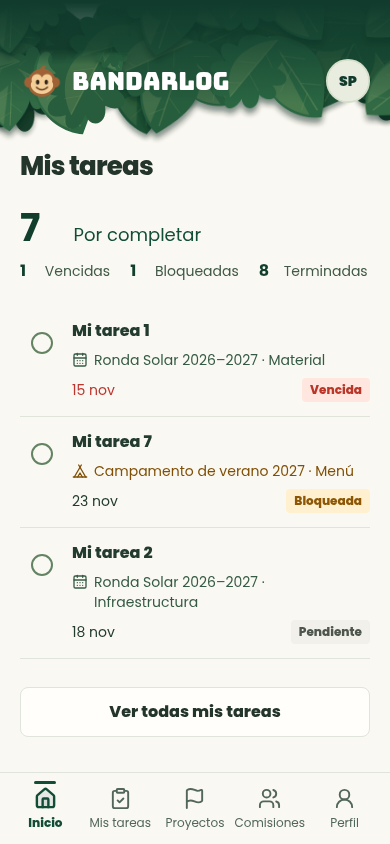 BANDARLOG
SP
Mis tareas
7 Por completar
1 Vencidas 1 Bloqueadas 8 Terminadas
Mi tarea 1
Ronda Solar 2026–2027 · Material
15 nov Vencida
Mi tarea 7
Campamento de verano 2027 · Menú
23 nov Bloqueada
Mi tarea 2
Ronda Solar 2026–2027 ·
Infraestructura
18 nov Pendiente
Ver todas mis tareas
Inicio Mis tareas Proyectos Comisiones Perfil